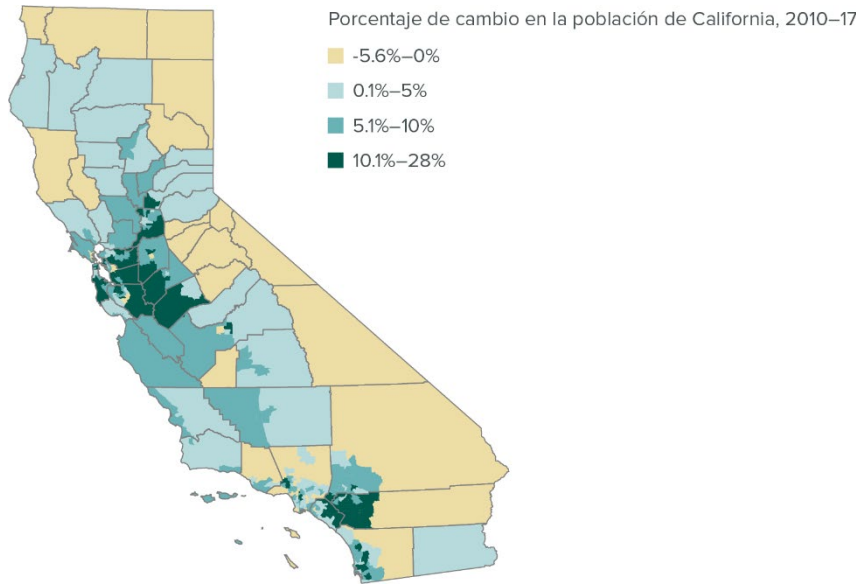 Porcentaje de cambio en la población de California, 2010–17
-5.6%–0%
0.1%–5%
5.1%–10%
10.1%–28%